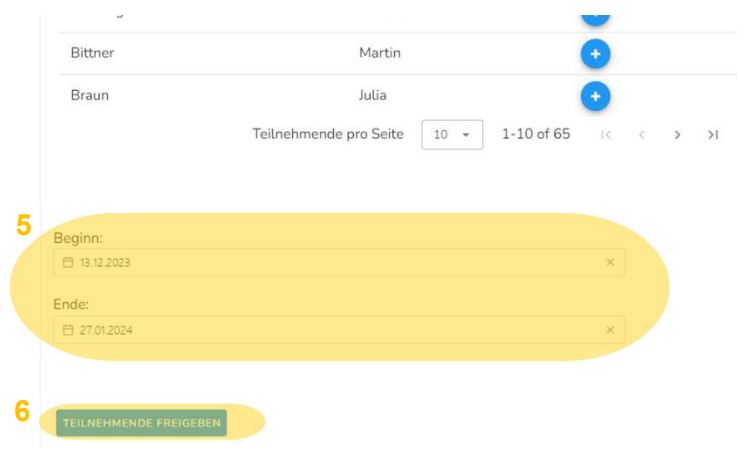 Bittner Martin
Braun Julia
Teilnehmende pro Seite 10 1-10 of 65
5
Beginn:
13.12.2023
Ende:
27.01.2024
6
TEILNEHMENDE FREIGEBEN